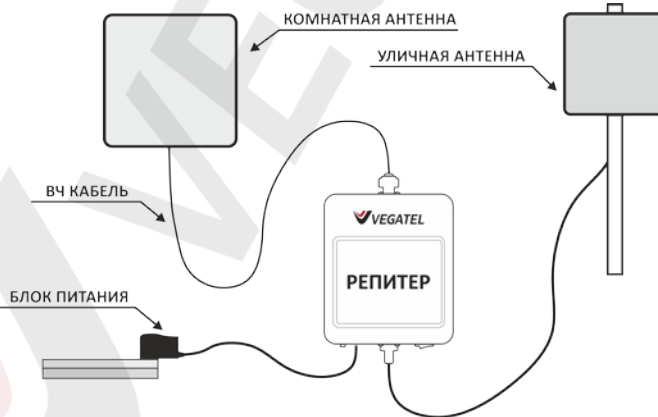 КОМНАТНАЯ АНТЕННА
УЛИЧНАЯ АНТЕННА
ВЧ КАБЕЛЬ
VEGATEL
РЕПИТЕР
БЛОК ПИТАНИЯ